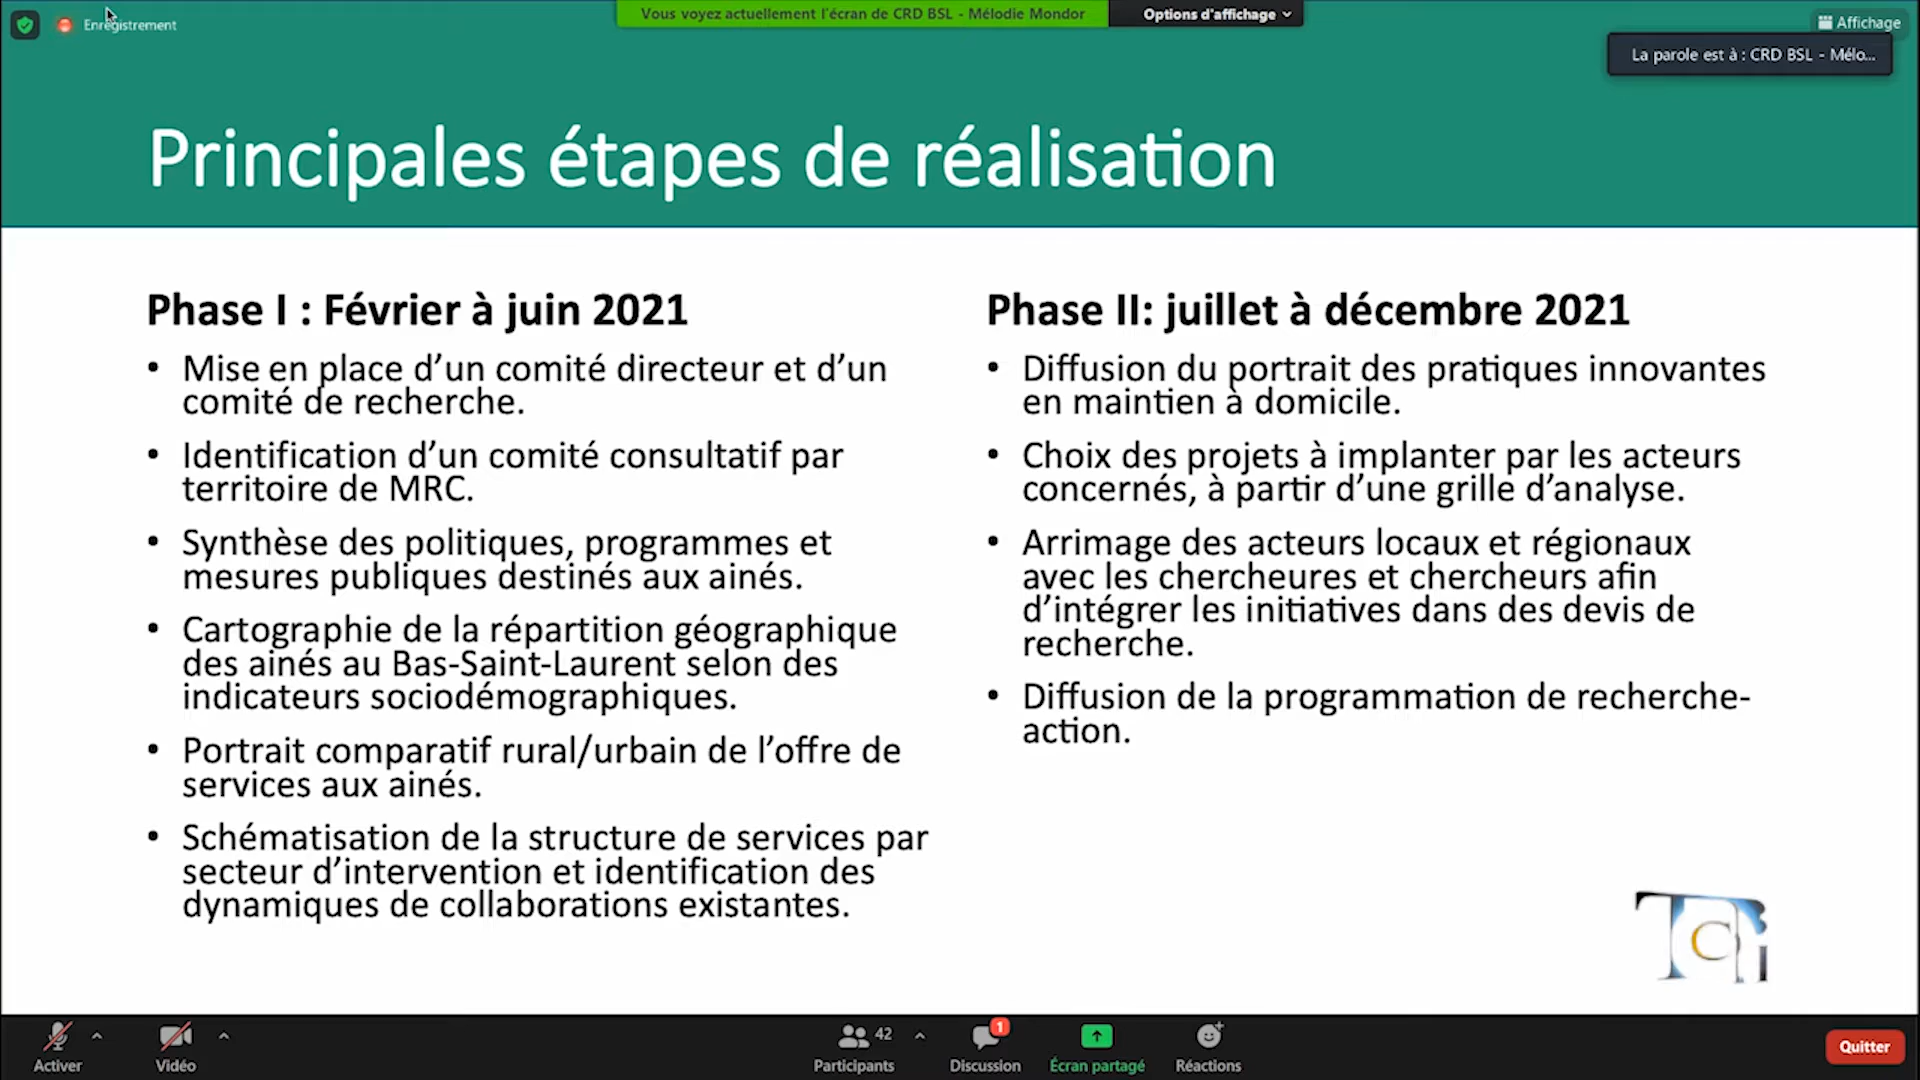 Enregistrement
Vous voyez actuellement l'écran de CRD BSL - Mélodie Mondor
Options d'affichage
Affichage
La parole est à : CRD BSL - Mélo...
Principales étapes de réalisation
Phase I : Février à juin 2021
• Mise en place d’un comité directeur et d’un
comité de recherche.
• Identification d’un comité consultatif par
territoire de MRC.
• Synthèse des politiques, programmes et
mesures publiques destinés aux ainés.
• Cartographie de la répartition géographique
des ainés au Bas-Saint-Laurent selon des
indicateurs sociodémographiques.
• Portrait comparatif rural/urbain de l’offre de
services aux ainés.
• Schématisation de la structure de services par
secteur d’intervention et identification des
dynamiques de collaborations existantes.
Phase II: juillet à décembre 2021
• Diffusion du portrait des pratiques innovantes
en maintien à domicile.
• Choix des projets à implanter par les acteurs
concernés, à partir d’une grille d’analyse.
• Arrimage des acteurs locaux et régionaux
avec les chercheures et chercheurs afin
d’intégrer les initiatives dans des devis de
recherche.
• Diffusion de la programmation de recherche-
action.
Activer
Vidéo
42
Participants
1
Discussion
Écran partagé
Réactions
Quitter